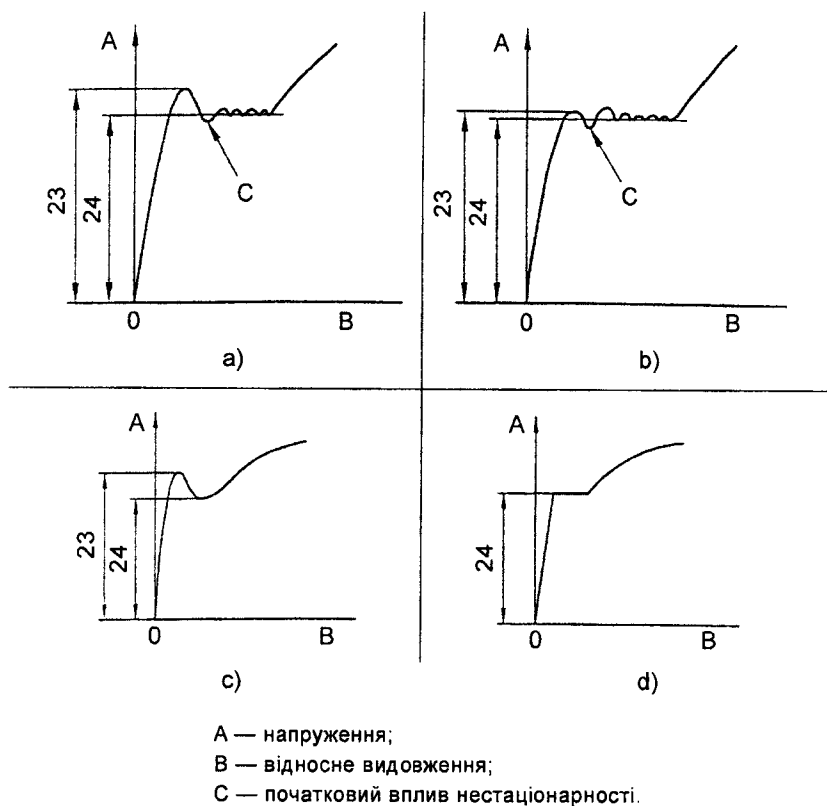 A
A
23
24
C
23
24
C
0
B
0
B
a)
b)
A
A
23
24
24
0
B
0
B
c)
d)
A — напруження;
B — відносне видовження;
C — початковий вплив нестаціонарності.